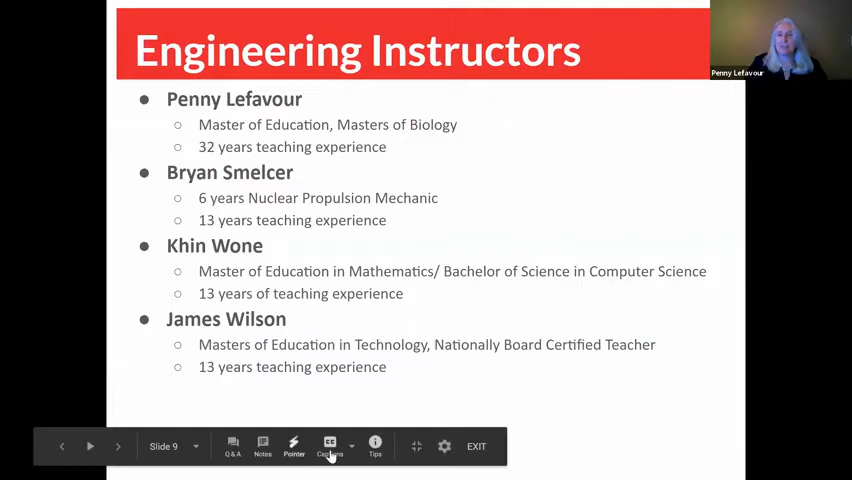 Engineering Instructors
Penny Lefavour
● Penny Lefavour
○ Master of Education, Masters of Biology
○ 32 years teaching experience
● Bryan Smelcer
○ 6 years Nuclear Propulsion Mechanic
○ 13 years teaching experience
● Khin Wone
○ Master of Education in Mathematics/ Bachelor of Science in Computer Science
○ 13 years of teaching experience
● James Wilson
○ Masters of Education in Technology, Nationally Board Certified Teacher
○ 13 years teaching experience
Slide 9
Q & A Notes Pointer Captions Tips EXIT